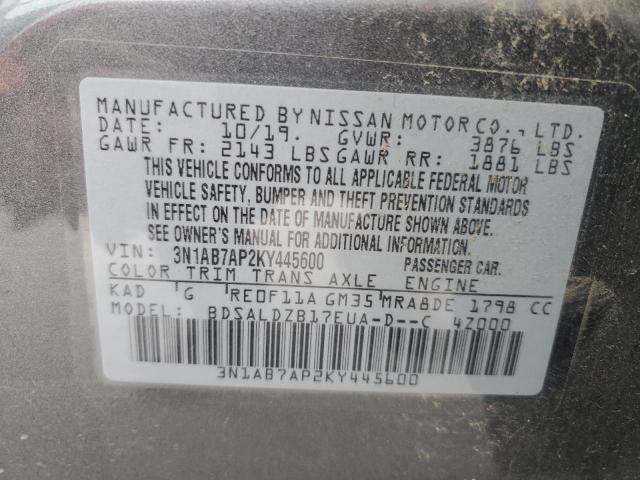 MANUFACTURED BY NISSAN MOTOR CO., LTD.
DATE: 10/19. GVWR: 3876 LBS
GAWR FR: 2143 LBS GAWR RR: 1881 LBS
THIS VEHICLE CONFORMS TO ALL APPLICABLE FEDERAL MOTOR
VEHICLE SAFETY, BUMPER AND THEFT PREVENTION STANDARDS
IN EFFECT ON THE DATE OF MANUFACTURE SHOWN ABOVE.
SEE OWNER'S MANUAL FOR ADDITIONAL INFORMATION.
VIN: 3N1AB7AP2KY445600 PASSENGER CAR.
COLOR TRIM TRANS AXLE ENGINE
KAD G RE0F11A GM35 MRA8DE 1798 CC
MODEL: BDSALDZB17EUA-D--C 4Z000
3N1AB7AP2KY445600